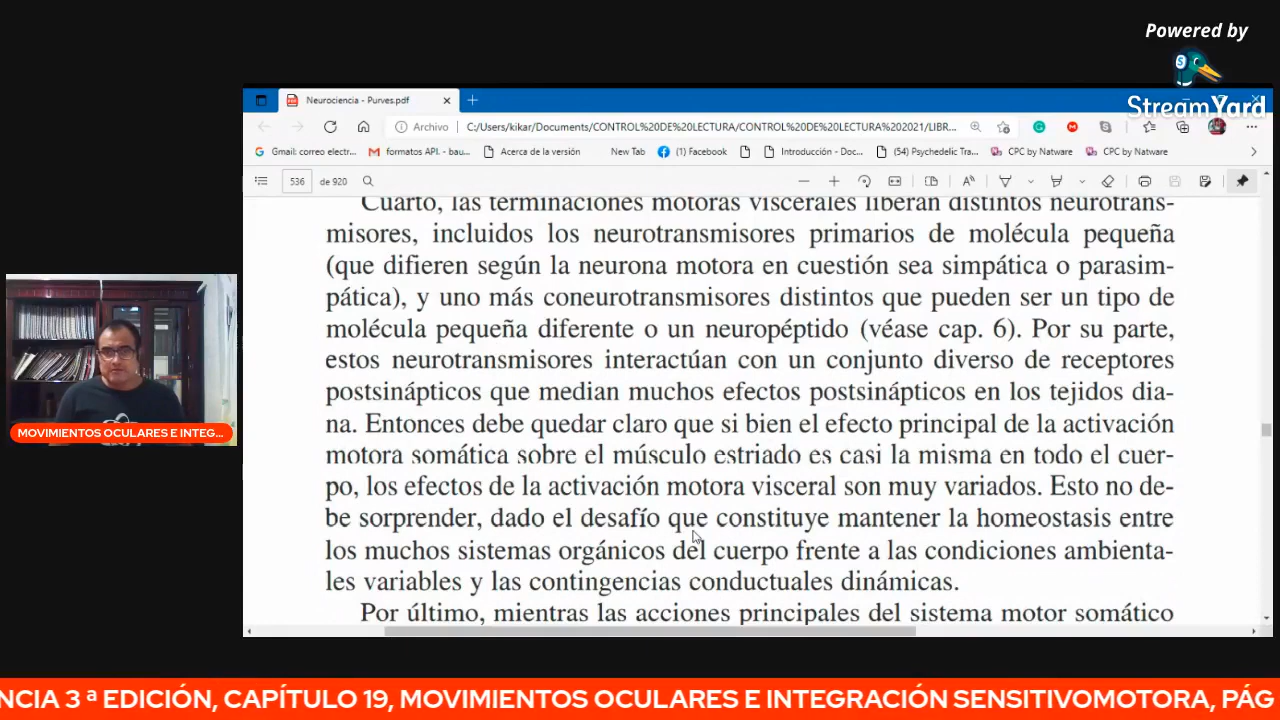 Powered by
StreamYard
Neurociencia - Purves.pdf
Archivo
C:/Users/kikar/Documents/CONTROL%20DE%20LECTURA/CONTROL%20DE%20LECTURA%202021/LIBR...
Gmail: correo electr...
formatos API. - bau...
Acerca de la versión
New Tab
(1) Facebook
Introducción - Doc...
(54) Psychedelic Tra...
CPC by Natware
CPC by Natware
536 de 920
Cuarto, las terminaciones motoras viscerales liberan distintos neurotrans-
misores, incluidos los neurotransmisores primarios de molécula pequeña
(que difieren según la neurona motora en cuestión sea simpática o parasim-
pática), y uno más coneurotransmisores distintos que pueden ser un tipo de
molécula pequeña diferente o un neuropéptido (véase cap. 6). Por su parte,
estos neurotransmisores interactúan con un conjunto diverso de receptores
postsinápticos que median muchos efectos postsinápticos en los tejidos dia-
na. Entonces debe quedar claro que si bien el efecto principal de la activación
motora somática sobre el músculo estriado es casi la misma en todo el cuer-
po, los efectos de la activación motora visceral son muy variados. Esto no de-
be sorprender, dado el desafío que constituye mantener la homeostasis entre
los muchos sistemas orgánicos del cuerpo frente a las condiciones ambienta-
les variables y las contingencias conductuales dinámicas.
Por último, mientras las acciones principales del sistema motor somático
MOVIMIENTOS OCULARES E INTEG...
NCIA 3 ª EDICIÓN, CAPÍTULO 19, MOVIMIENTOS OCULARES E INTEGRACIÓN SENSITIVOMOTORA, PÁG